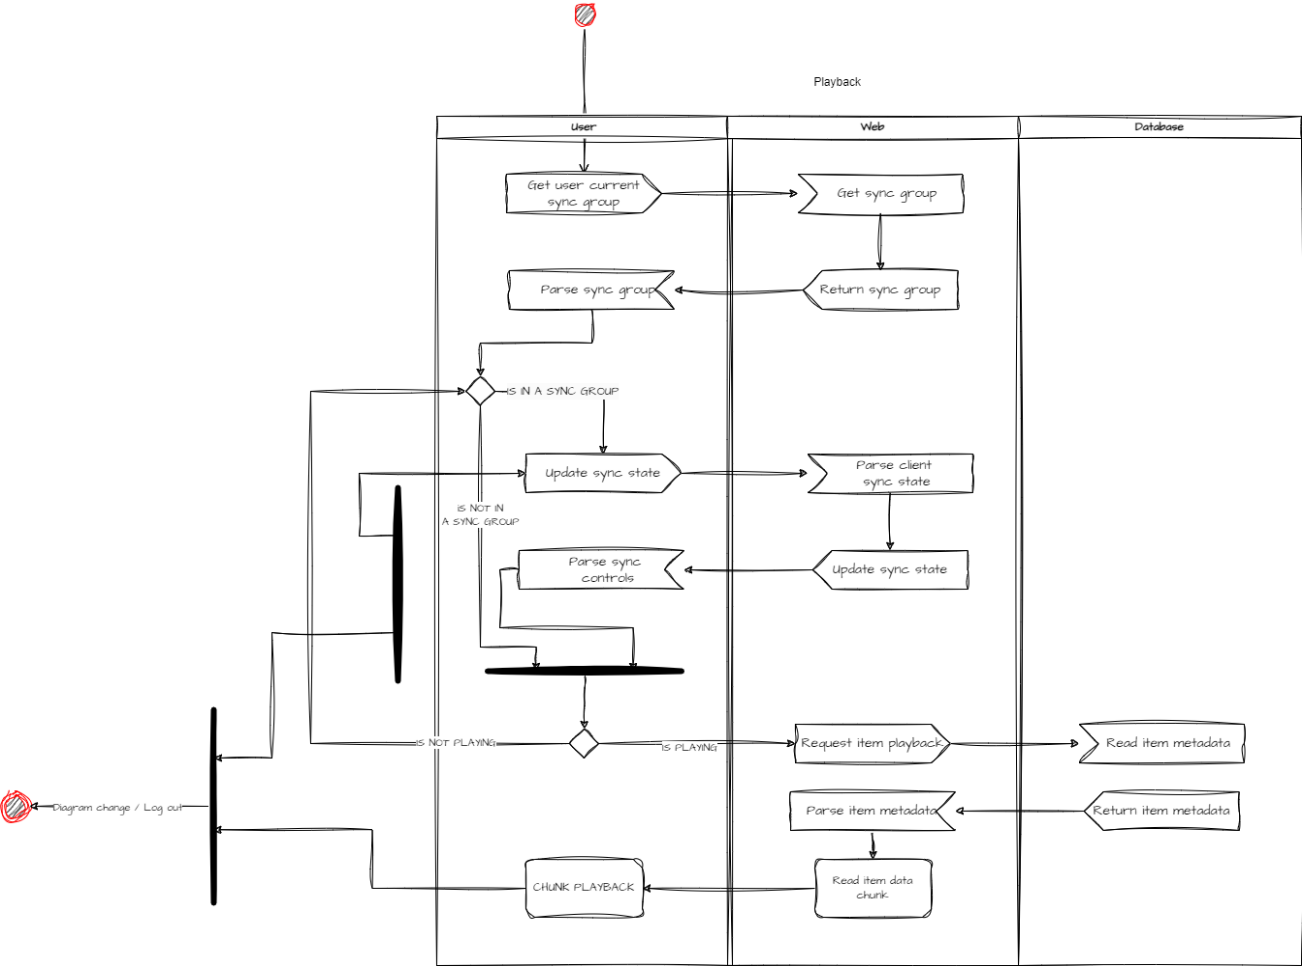 Playback
User
Web
Database
Get user current
sync group
Get sync group
Parse sync group
Return sync group
IS IN A SYNC GROUP
Update sync state
Parse client
sync state
IS NOT IN
A SYNC GROUP
Parse sync
controls
Update sync state
IS NOT PLAYING
IS PLAYING
Request item playback
Read item metadata
Diagram change / Log out
Parse item metadata
Return item metadata
CHUNK PLAYBACK
Read item data
chunk